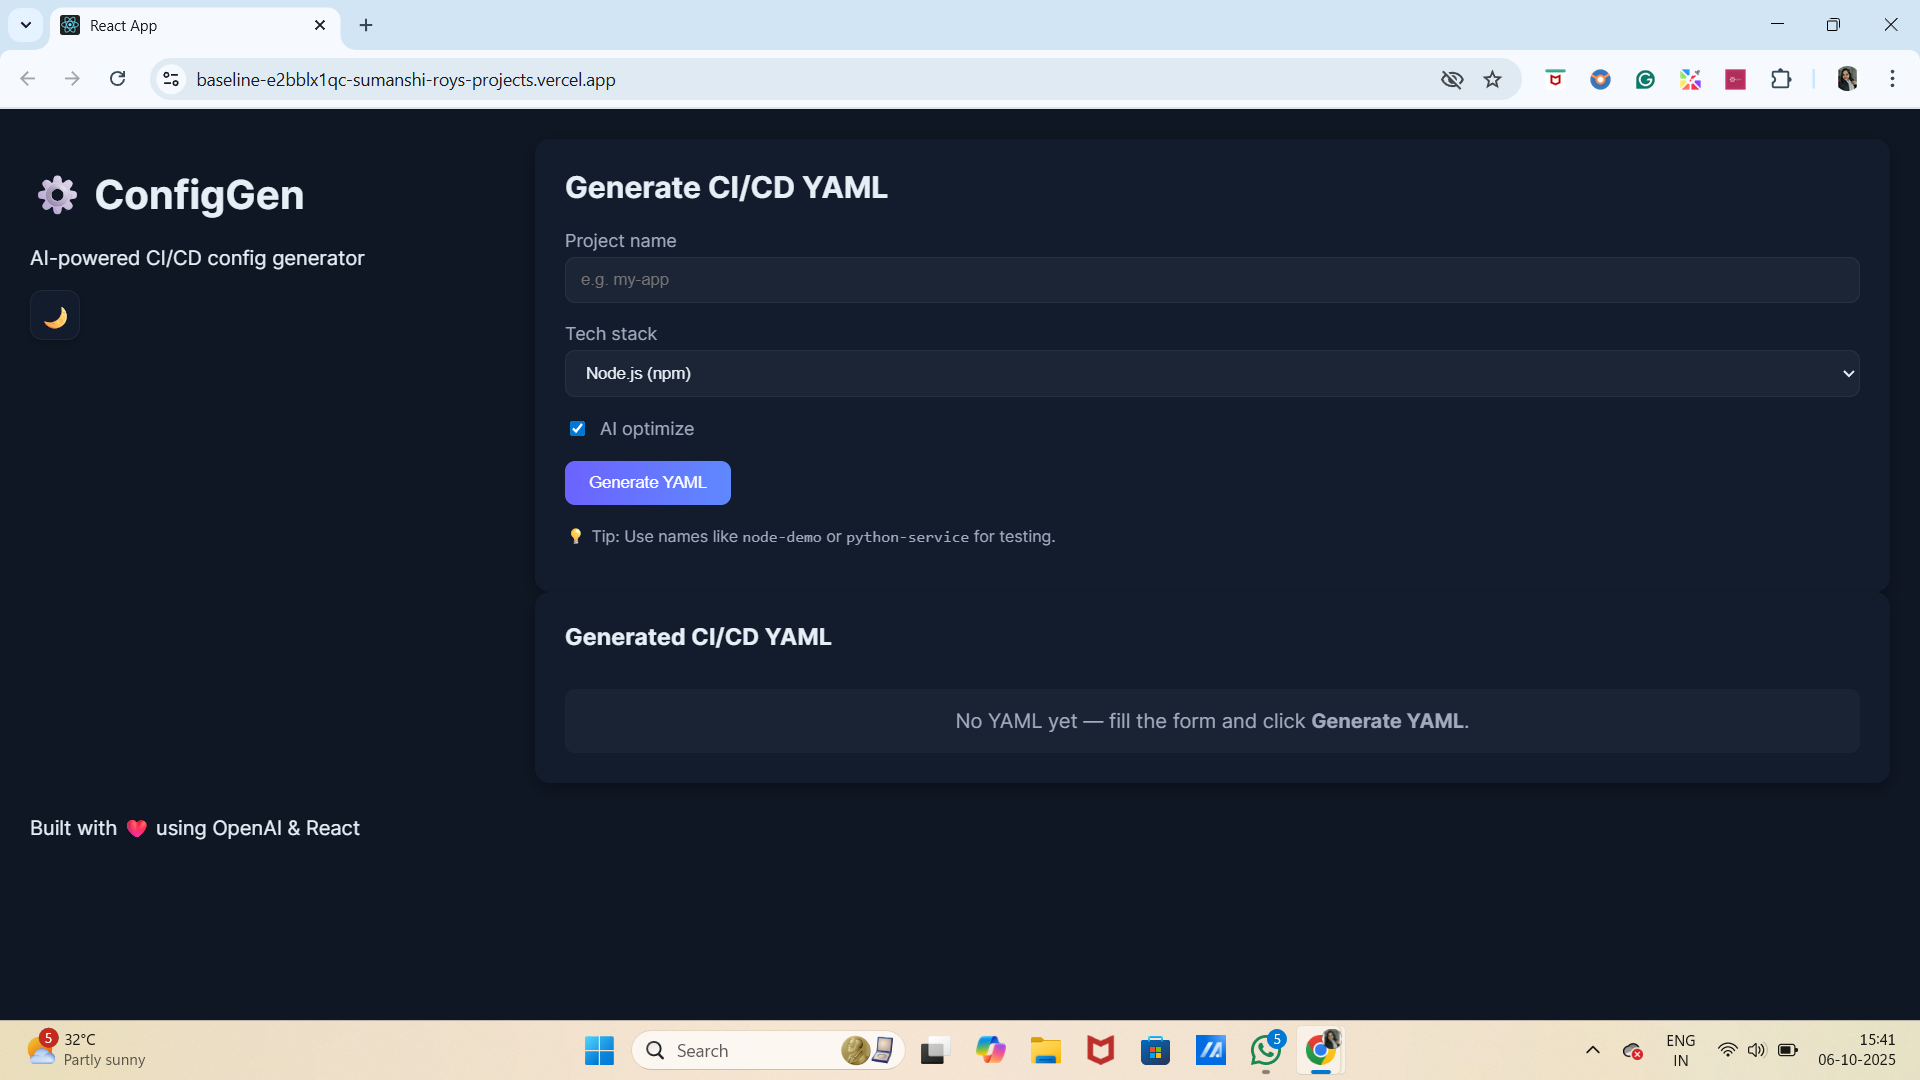 React App
baseline-e2bblx1qc-sumanshi-roys-projects.vercel.app
ConfigGen
AI-powered CI/CD config generator
Generate CI/CD YAML
Project name
e.g. my-app
Tech stack
Node.js (npm)
AI optimize
Generate YAML
Tip: Use names like node-demo or python-service for testing.
Generated CI/CD YAML
No YAML yet — fill the form and click Generate YAML.
Built with ❤️ using OpenAI & React
5
32°C
Partly sunny
Search
5
ENG
IN
15:41
06-10-2025